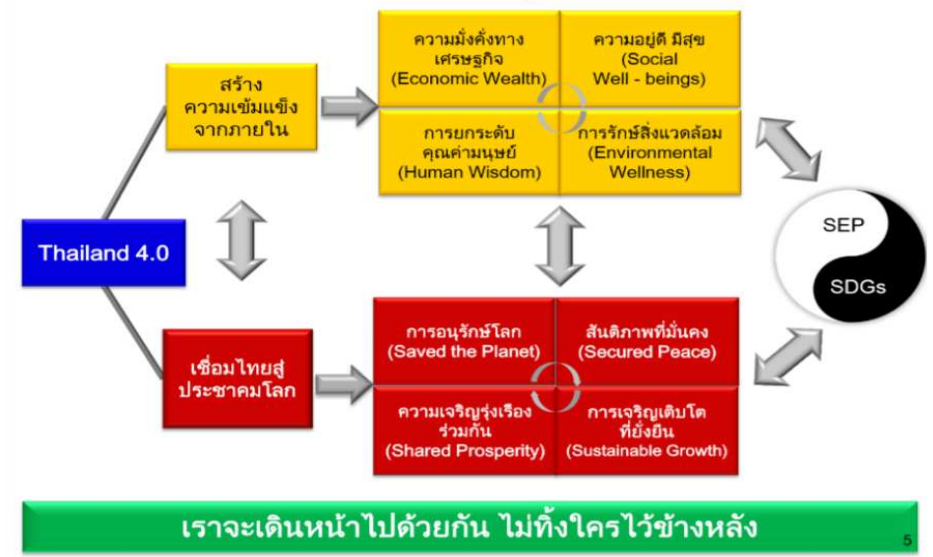 ความมั่งคั่งทาง
เศรษฐกิจ
(Economic Wealth)
ความอยู่ดี มีสุข
(Social
Well - beings)
สร้าง
ความเข้มแข็ง
จากภายใน
การยกระดับ
คุณค่ามนุษย์
(Human Wisdom)
การรักษ์สิ่งแวดล้อม
(Environmental
Wellness)
Thailand 4.0
SEP
SDGs
เชื่อมไทยสู่
ประชาคมโลก
การอนุรักษ์โลก
(Saved the Planet)
สันติภาพที่มั่นคง
(Secured Peace)
ความเจริญรุ่งเรือง
ร่วมกัน
(Shared Prosperity)
การเจริญเติบโต
ที่ยั่งยืน
(Sustainable Growth)
เราจะเดินหน้าไปด้วยกัน ไม่ทิ้งใครไว้ข้างหลัง
5